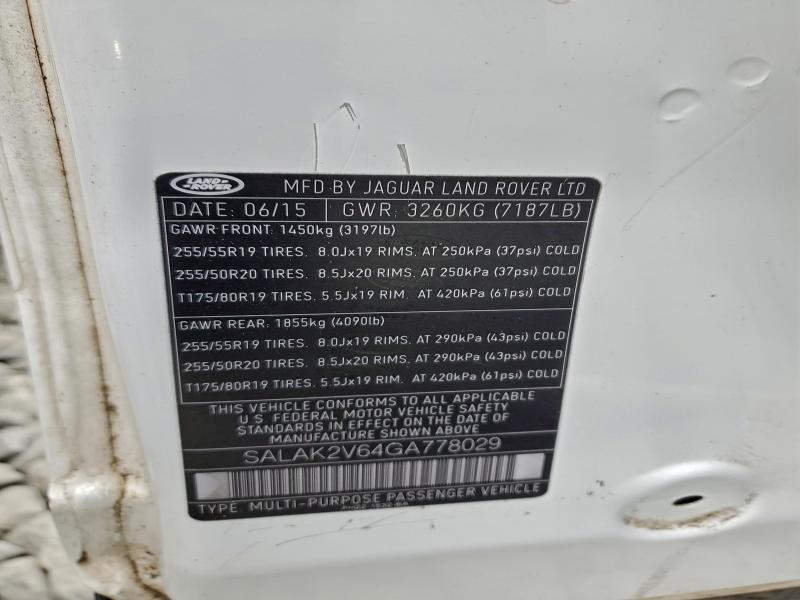 LAND ROVER
MFD BY JAGUAR LAND ROVER LTD
DATE: 06/15 GWR: 3260KG (7187LB)
GAWR FRONT: 1450kg (3197lb)
255/55R19 TIRES. 8.0Jx19 RIMS. AT 250kPa (37psi) COLD
255/50R20 TIRES. 8.5Jx20 RIMS. AT 250kPa (37psi) COLD
T175/80R19 TIRES. 5.5Jx19 RIM. AT 420kPa (61psi) COLD
GAWR REAR: 1855kg (4090lb)
255/55R19 TIRES. 8.0Jx19 RIMS. AT 290kPa (43psi) COLD
255/50R20 TIRES. 8.5Jx20 RIMS. AT 290kPa (43psi) COLD
T175/80R19 TIRES. 5.5Jx19 RIM. AT 420kPa (61psi) COLD
THIS VEHICLE CONFORMS TO ALL APPLICABLE
U.S. FEDERAL MOTOR VEHICLE SAFETY
STANDARDS IN EFFECT ON THE DATE OF
MANUFACTURE SHOWN ABOVE
SALAK2V64GA778029
TYPE: MULTI-PURPOSE PASSENGER VEHICLE